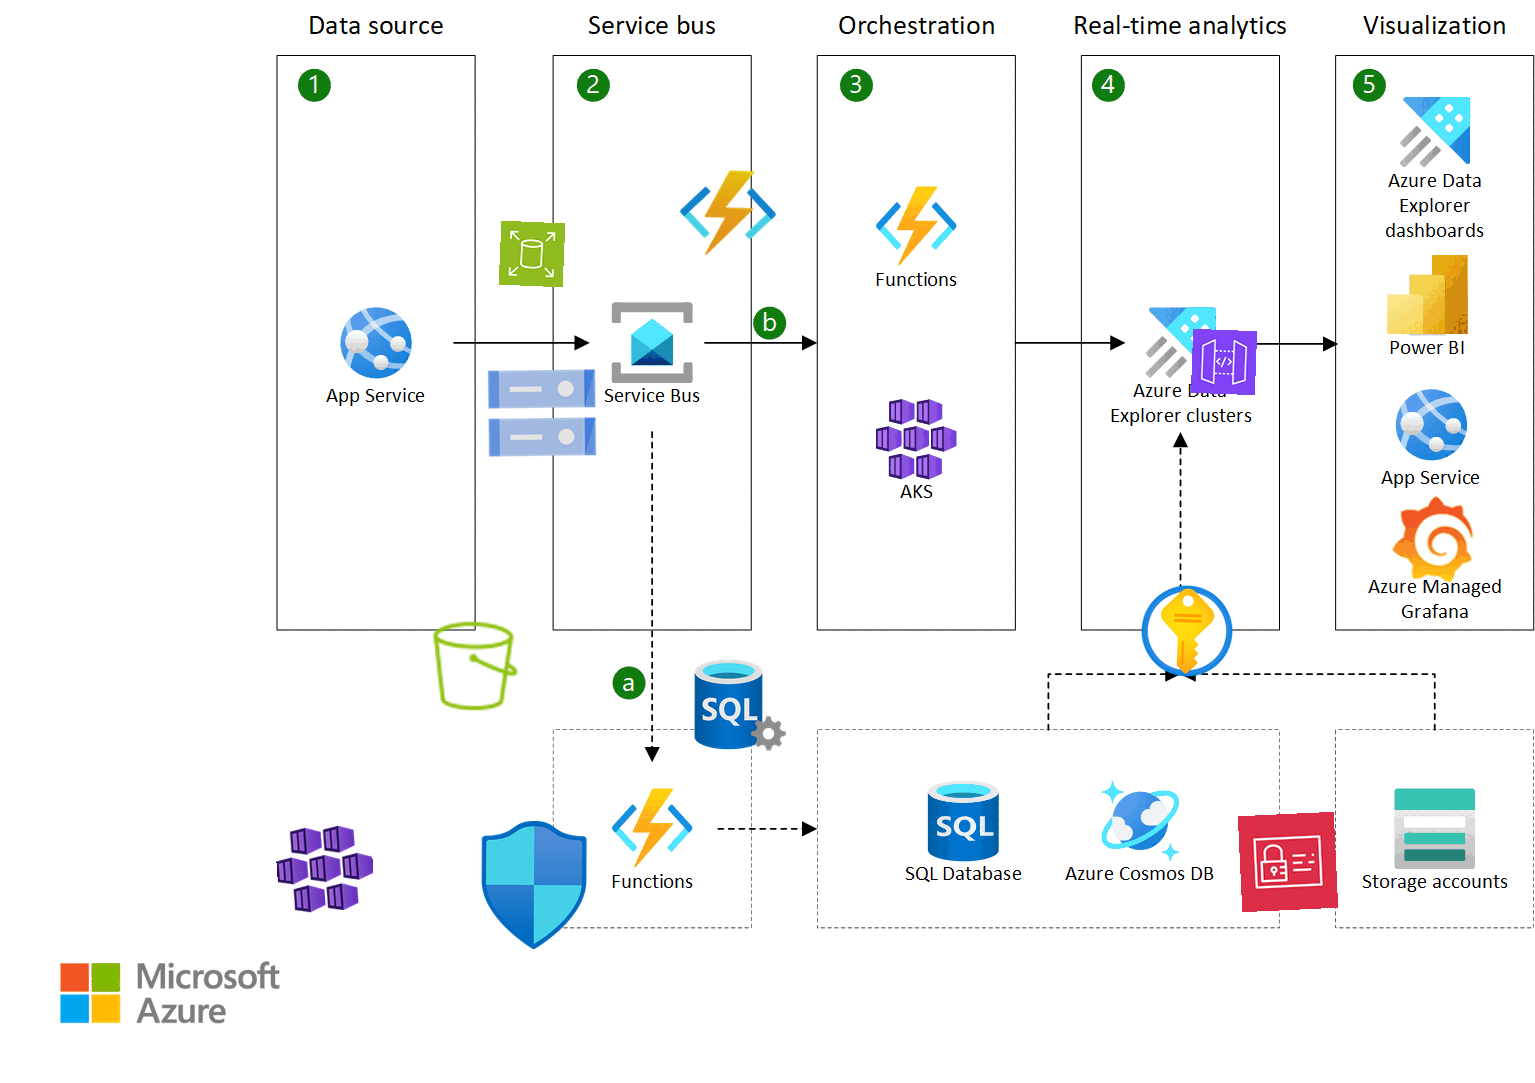 Data source
Service bus
Orchestration
Real-time analytics
Visualization
1
2
3
4
5
Azure Data
Explorer
dashboards
Functions
b
Power BI
App Service
Service Bus
Azure Data
Explorer clusters
App Service
AKS
Azure Managed
Grafana
a
SQL
SQL
Functions
SQL Database
Azure Cosmos DB
Storage accounts
Microsoft
Azure